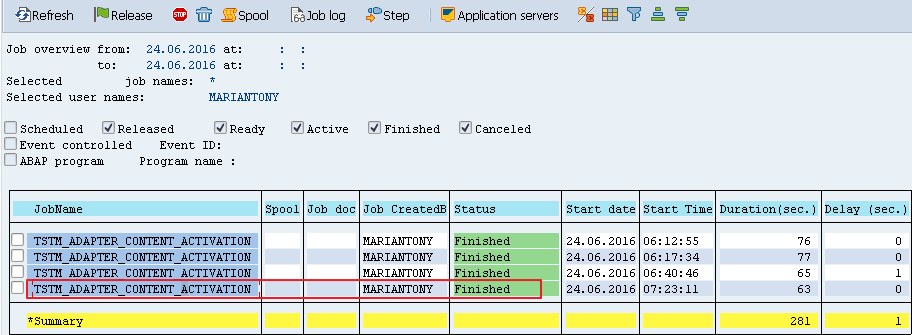 Refresh Release STOP Spool Job log Step Application servers
Job overview from: 24.06.2016 at: : :
to: 24.06.2016 at: : :
Selected job names: *
Selected user names: MARIANTONY
Scheduled Released Ready Active Finished Canceled
Event controlled Event ID:
ABAP program Program name :
JobName Spool Job doc Job CreatedB Status Start date Start Time Duration(sec.) Delay (sec.)
TSTM_ADAPTER_CONTENT_ACTIVATION MARIANTONY Finished 24.06.2016 06:12:55 76 0
TSTM_ADAPTER_CONTENT_ACTIVATION MARIANTONY Finished 24.06.2016 06:17:34 77 0
TSTM_ADAPTER_CONTENT_ACTIVATION MARIANTONY Finished 24.06.2016 06:40:46 65 1
TSTM_ADAPTER_CONTENT_ACTIVATION MARIANTONY Finished 24.06.2016 07:23:11 63 0
*Summary 281 1